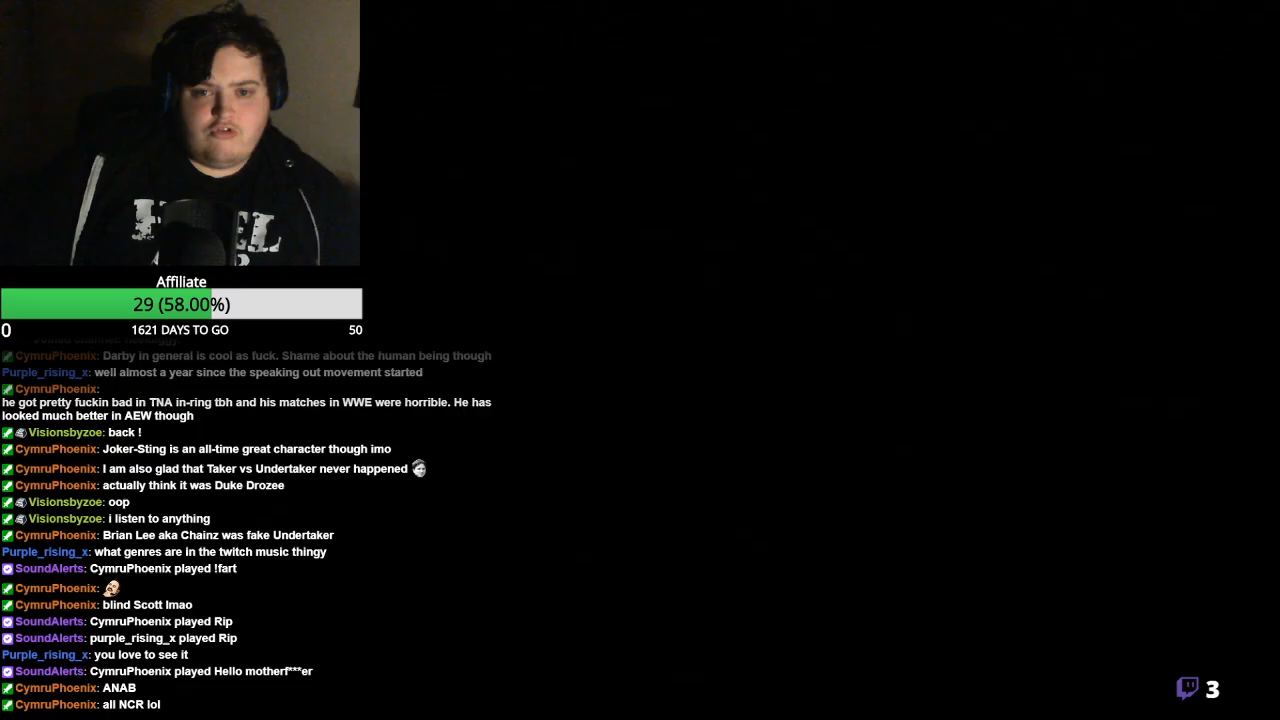 Affiliate
29 (58.00%)
0 1621 DAYS TO GO 50
CymruPhoenix: Darby in general is cool as fuck. Shame about the human being though
Purple_rising_x: well almost a year since the speaking out movement started
CymruPhoenix:
he got pretty fuckin bad in TNA in-ring tbh and his matches in WWE were horrible. He has
looked much better in AEW though
Visionsbyzoe: back !
CymruPhoenix: Joker-Sting is an all-time great character though imo
CymruPhoenix: I am also glad that Taker vs Undertaker never happened
CymruPhoenix: actually think it was Duke Drozee
Visionsbyzoe: oop
Visionsbyzoe: i listen to anything
CymruPhoenix: Brian Lee aka Chainz was fake Undertaker
Purple_rising_x: what genres are in the twitch music thingy
SoundAlerts: CymruPhoenix played !fart
CymruPhoenix:
CymruPhoenix: blind Scott lmao
SoundAlerts: CymruPhoenix played Rip
SoundAlerts: purple_rising_x played Rip
Purple_rising_x: you love to see it
SoundAlerts: CymruPhoenix played Hello motherf***er
CymruPhoenix: ANAB
CymruPhoenix: all NCR lol
3